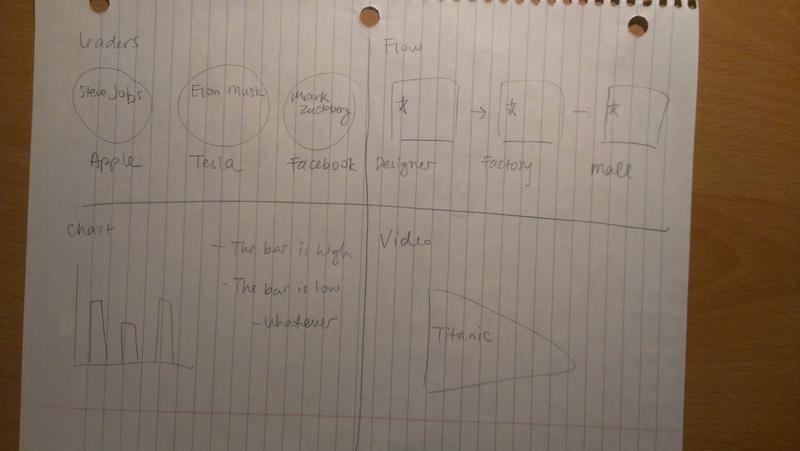 Leaders
Steve Jobs
Elon Musk
Mark
Zuckberg
Apple
Tesla
Facebook
Flow
Designer
Factory
Mall
Chart
- The bar is high
- The bar is low
- whatever
Video
Titanic